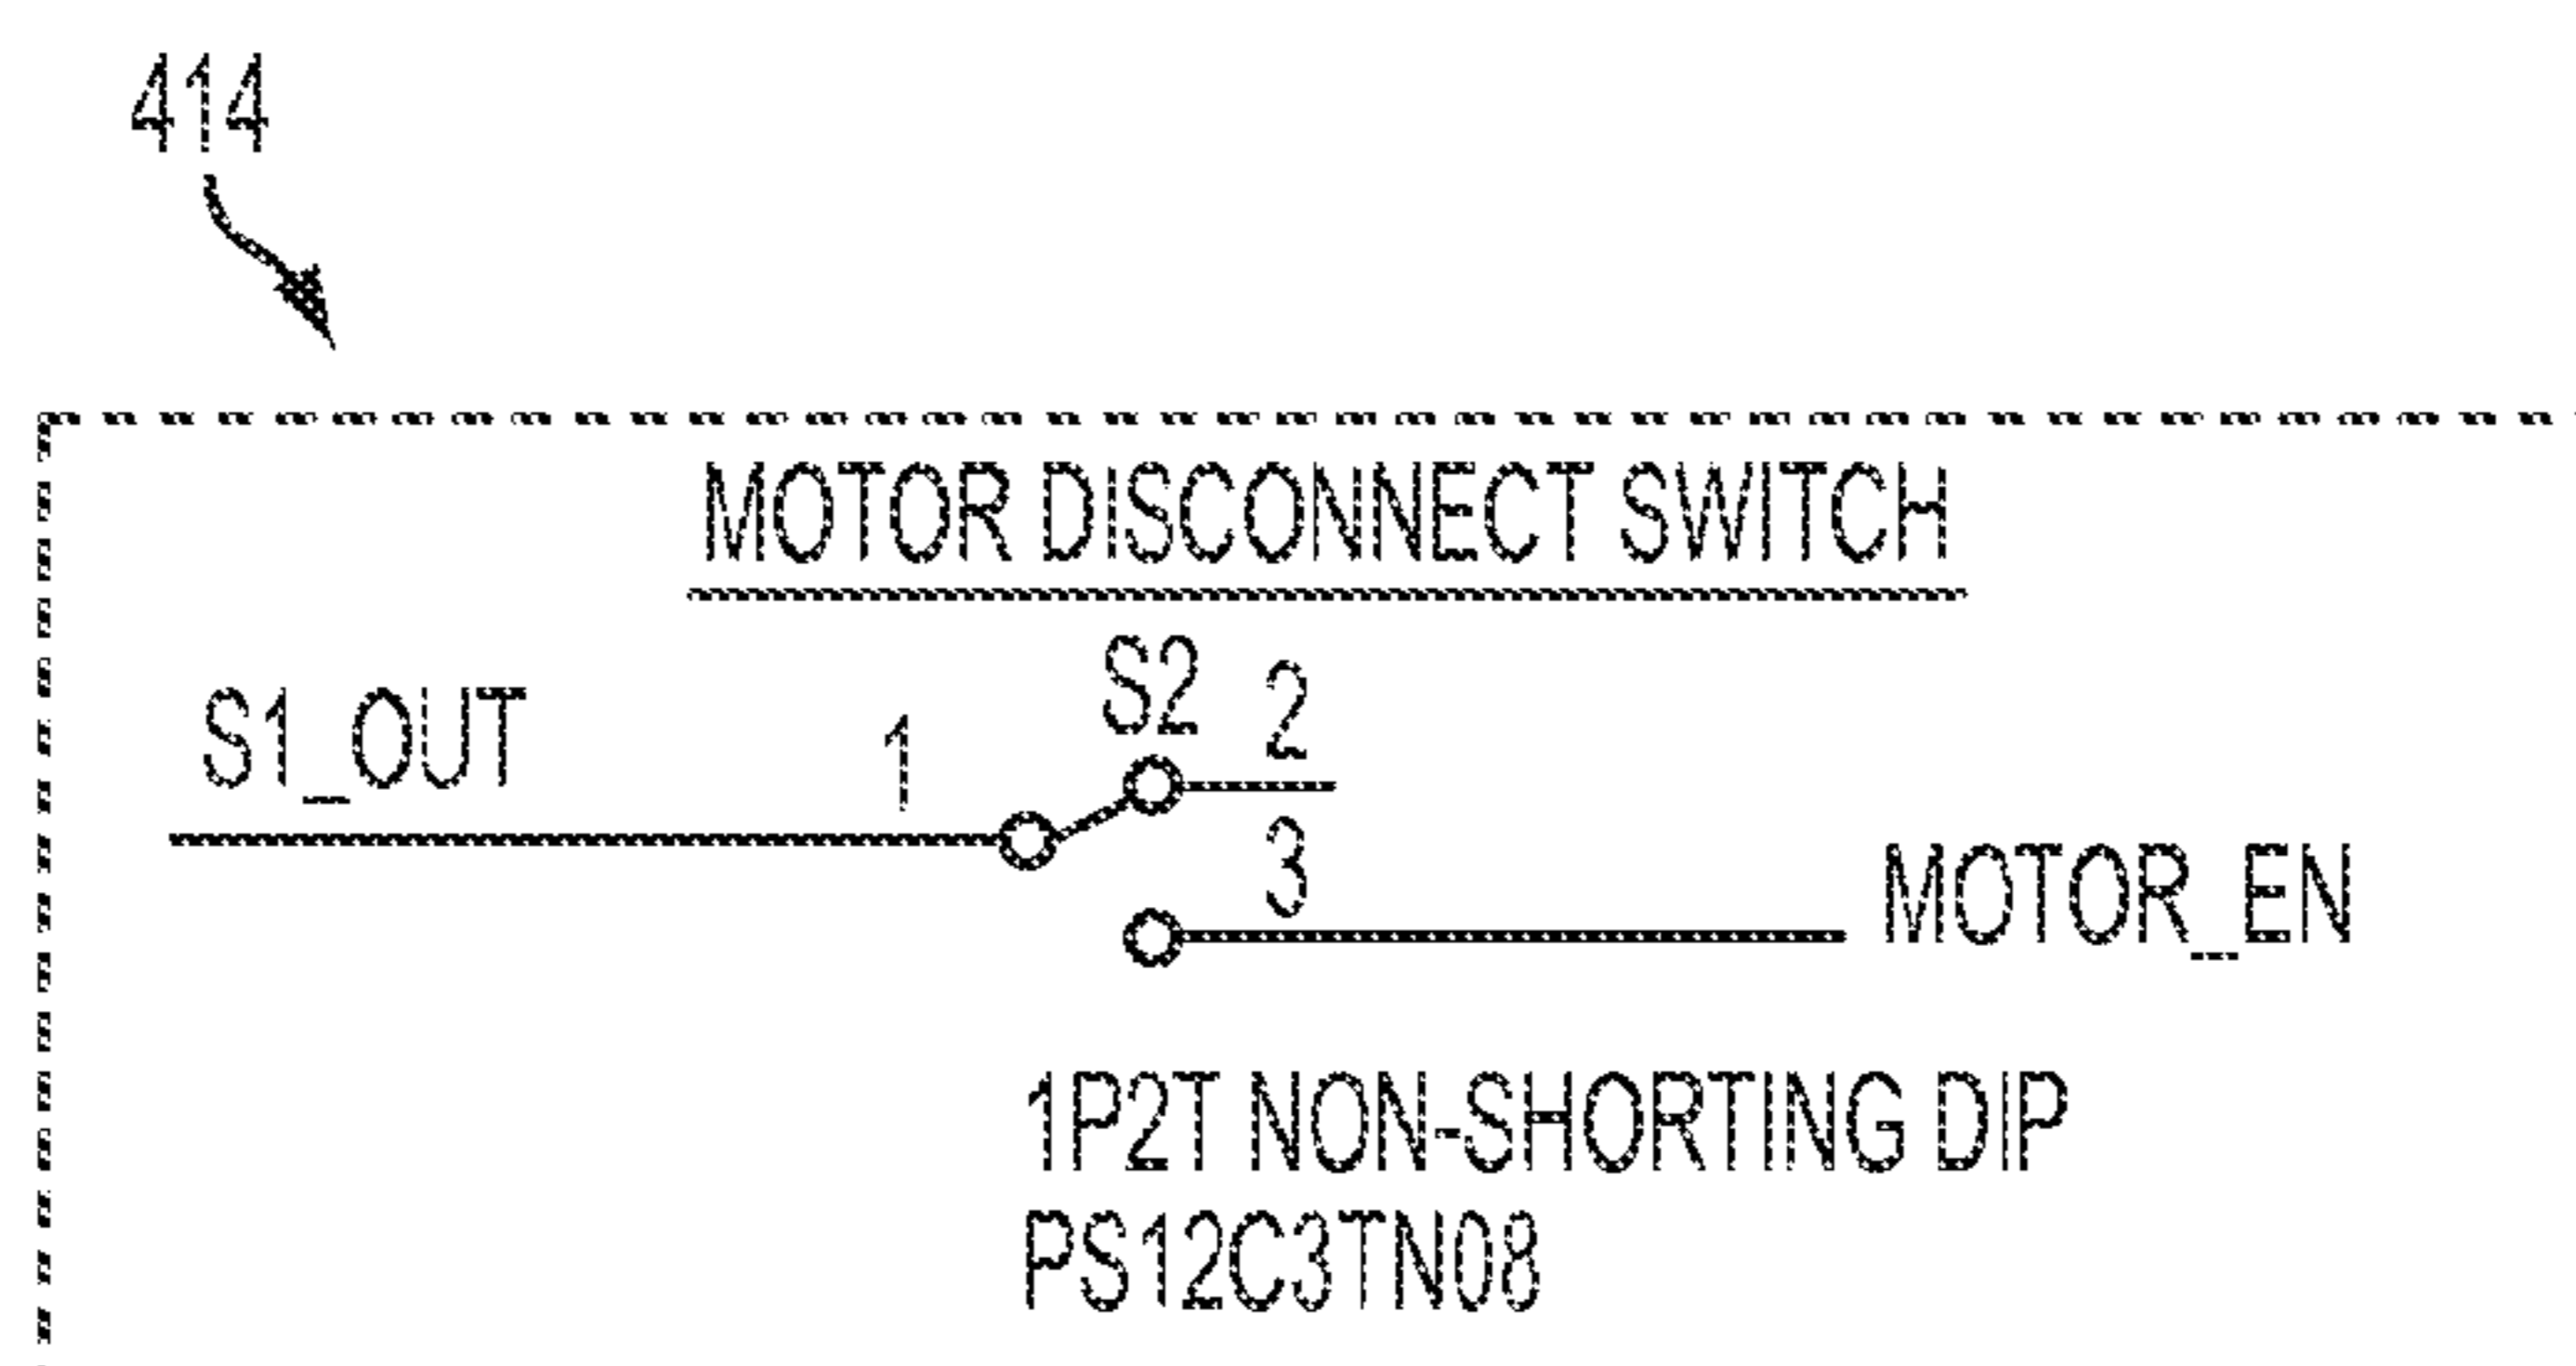 414
MOTOR DISCONNECT SWITCH
S2
S1_OUT
1
2
3
MOTOR_EN
1P2T NON-SHORTING DIP
PS12C3TN08